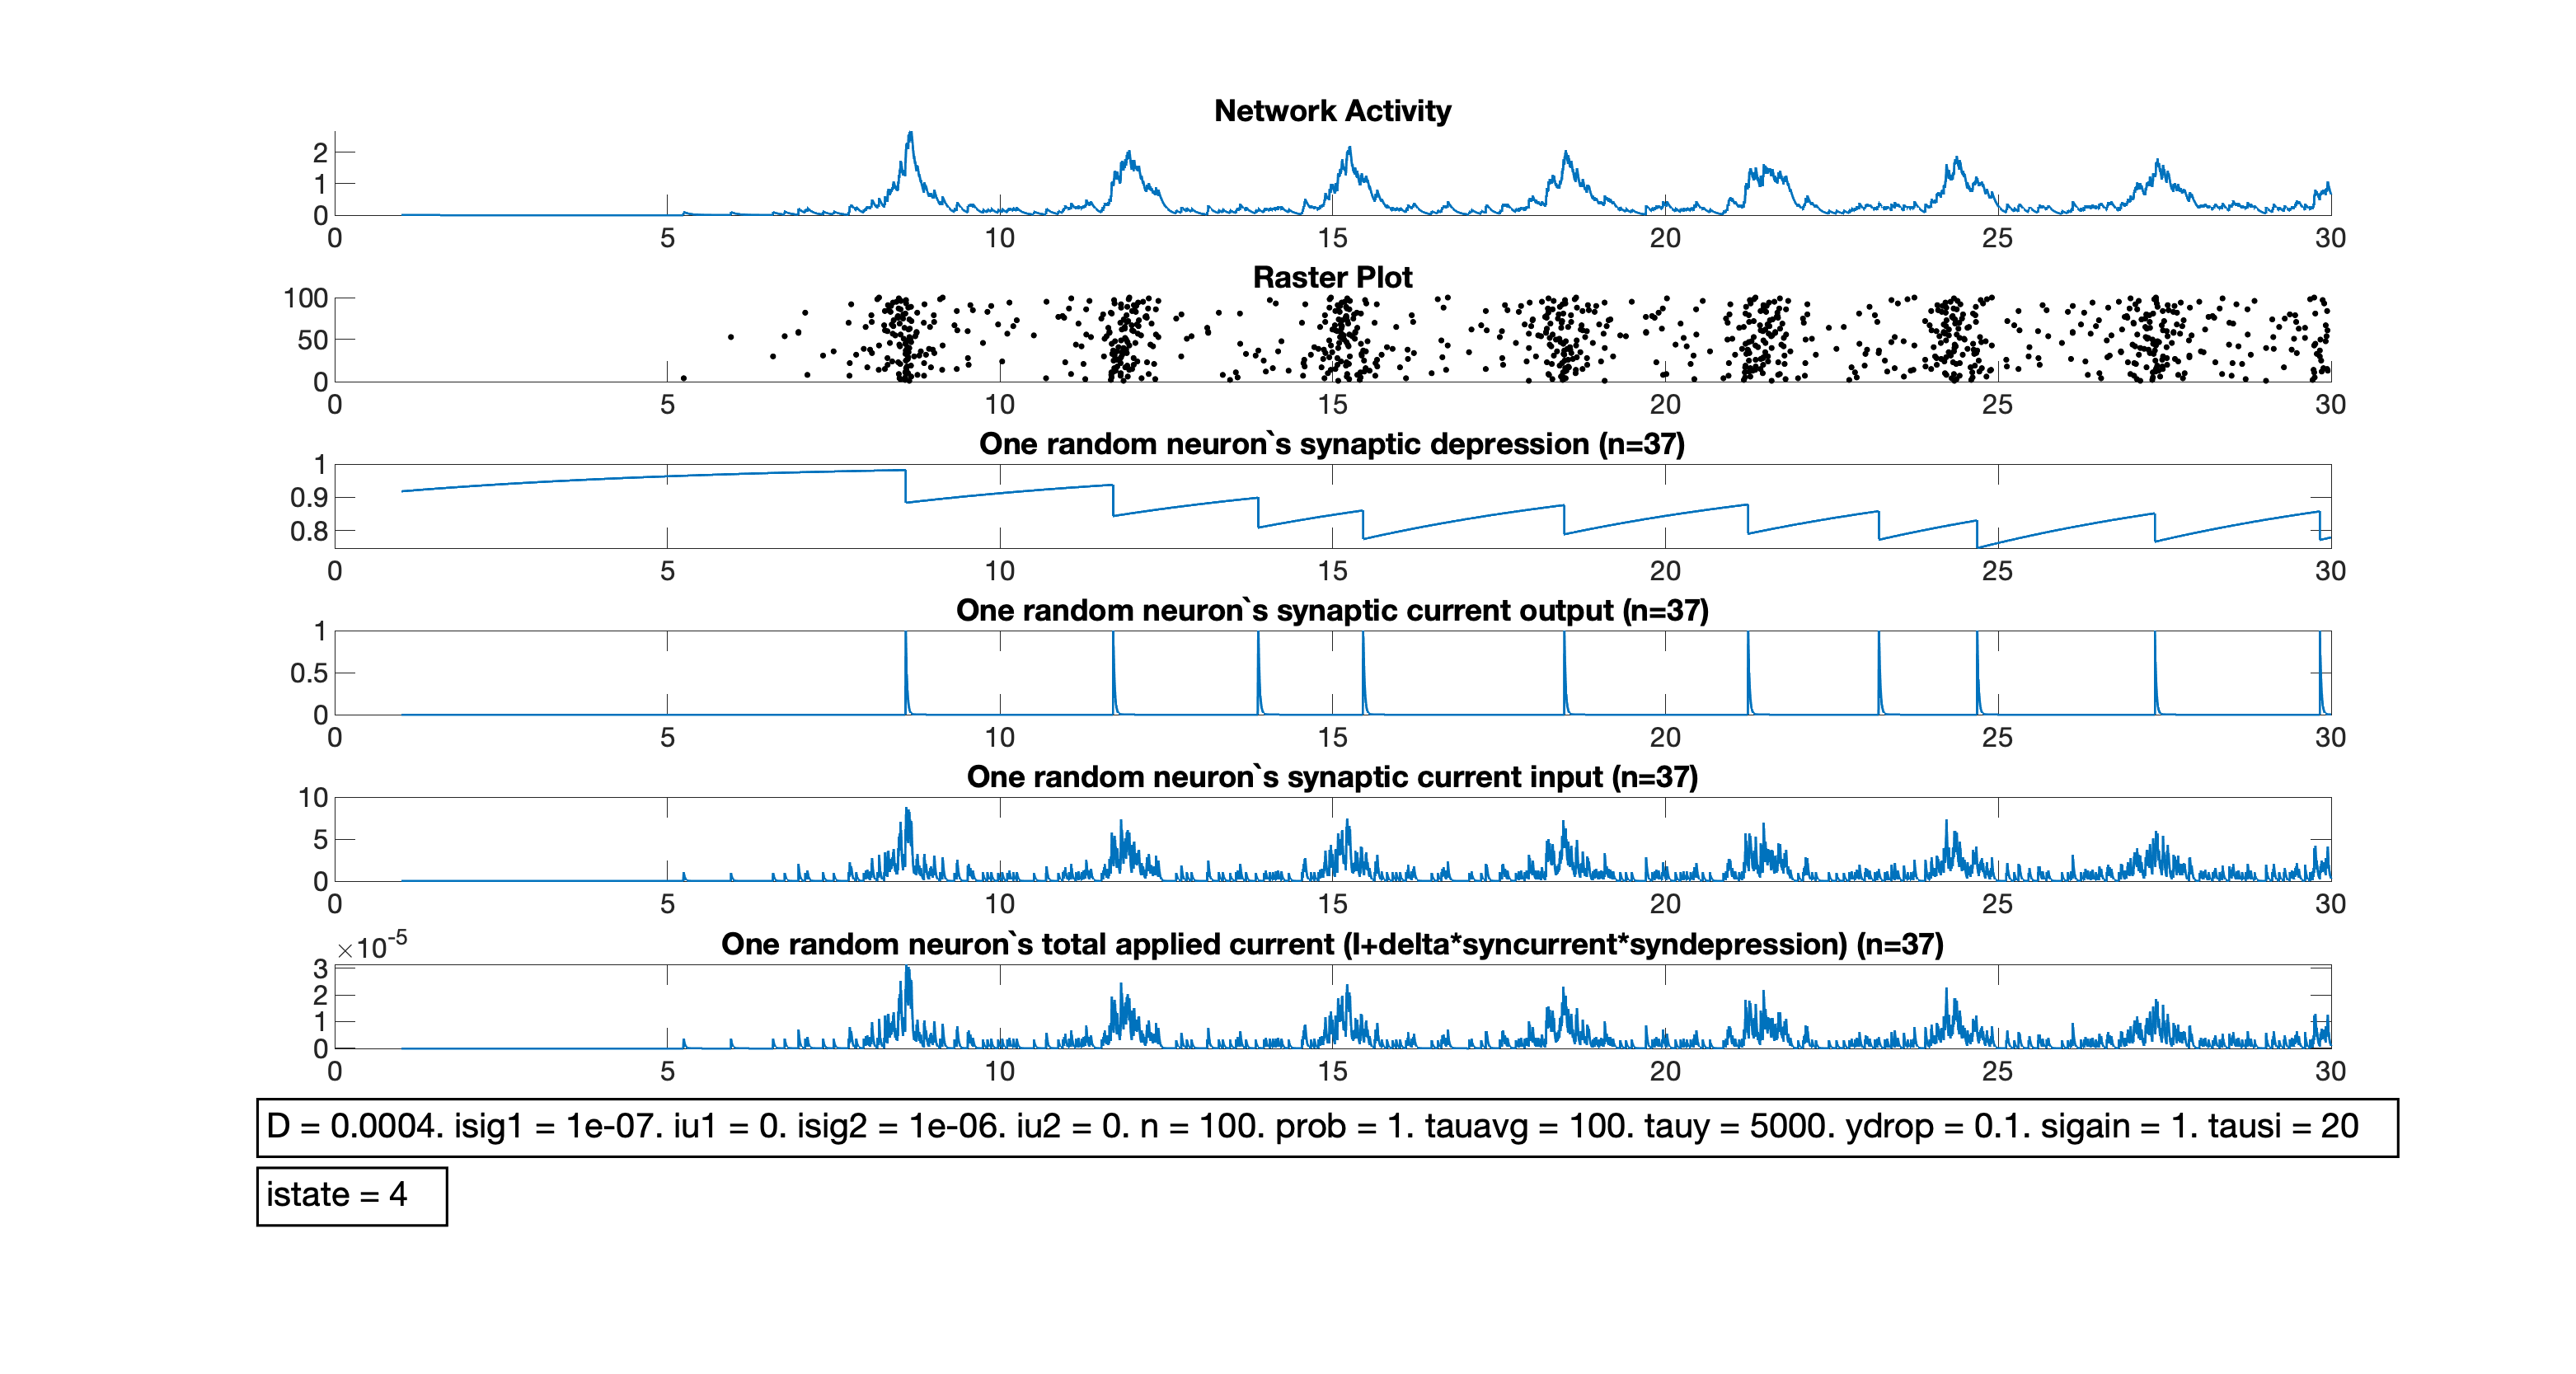 Network Activity
2
1
0
0 5 10 15 20 25 30
Raster Plot
100
50
0
0 5 10 15 20 25 30
One random neuron`s synaptic depression (n=37)
1
0.9
0.8
0 5 10 15 20 25 30
One random neuron`s synaptic current output (n=37)
1
0.5
0
0 5 10 15 20 25 30
One random neuron`s synaptic current input (n=37)
10
5
0
0 5 10 15 20 25 30
×10-5
One random neuron`s total applied current (I+delta*syncurrent*syndepression) (n=37)
3
2
1
0
0 5 10 15 20 25 30
D = 0.0004. isig1 = 1e-07. iu1 = 0. isig2 = 1e-06. iu2 = 0. n = 100. prob = 1. tauavg = 100. tauy = 5000. ydrop = 0.1. sigain = 1. tausi = 20
istate = 4